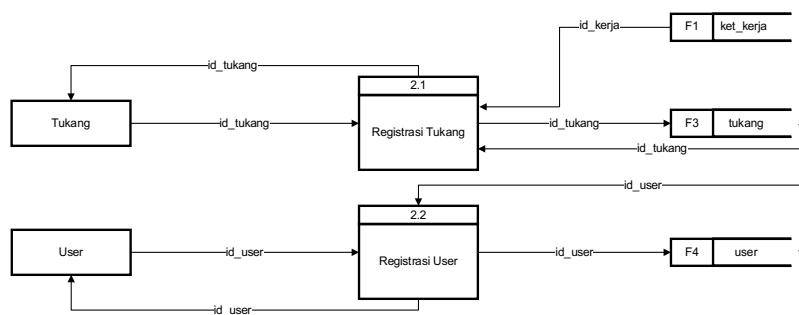 id_kerja
F1 ket_kerja
id_tukang
2.1
Tukang
id_tukang
Registrasi Tukang
id_tukang
F3 tukang
id_tukang
id_user
2.2
User
id_user
Registrasi User
id_user
F4 user
id_user